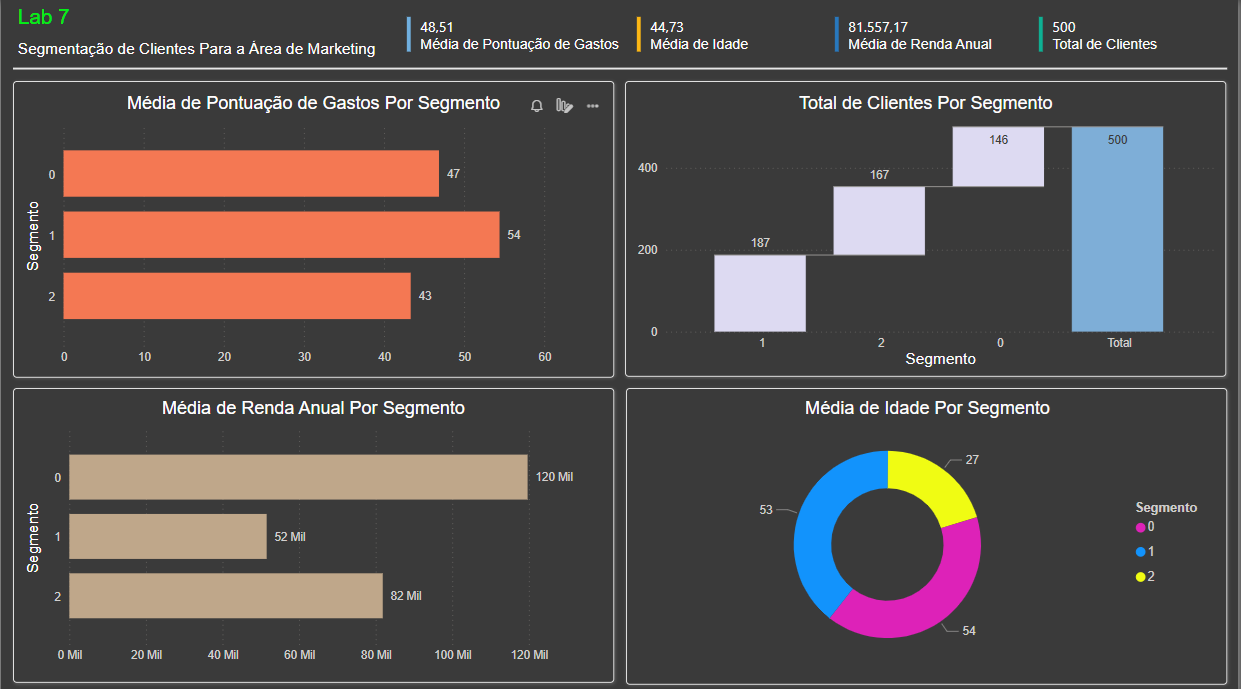 Lab 7
Segmentação de Clientes Para a Área de Marketing
48,51
Média de Pontuação de Gastos
44,73
Média de Idade
81.557,17
Média de Renda Anual
500
Total de Clientes
Média de Pontuação de Gastos Por Segmento
Segmento
0
47
1
54
2
43
0 10 20 30 40 50 60
Total de Clientes Por Segmento
400
200
0
187
167
146
500
1 2 0 Total
Segmento
Média de Renda Anual Por Segmento
Segmento
0
120 Mil
1
52 Mil
2
82 Mil
0 Mil 20 Mil 40 Mil 60 Mil 80 Mil 100 Mil 120 Mil
Média de Idade Por Segmento
27
53
54
Segmento
0
1
2